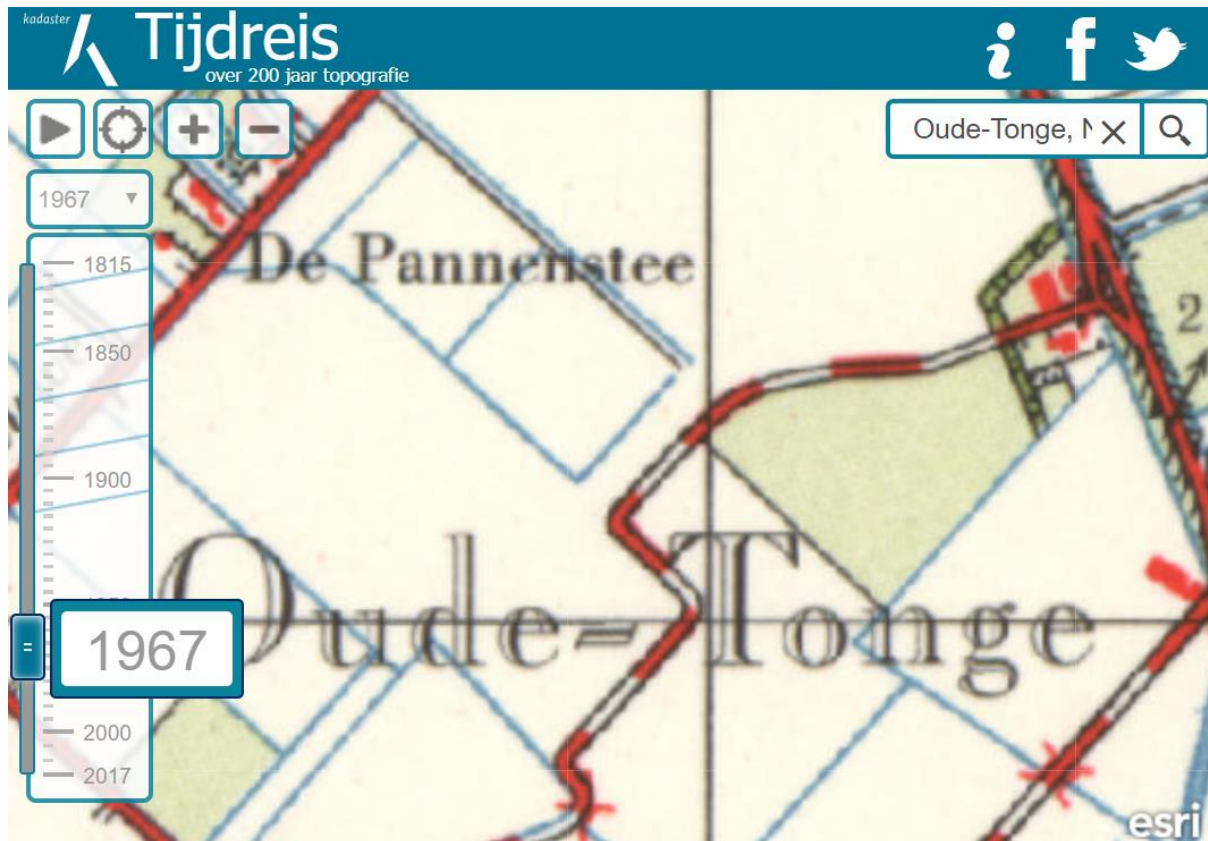 kadaster
Tijdreis
over 200 jaar topografie
Oude-Tonge, N
1967
1815
1850
1900
1967
2000
2017
De Pannenstee
2
Oude-Tonge
esri